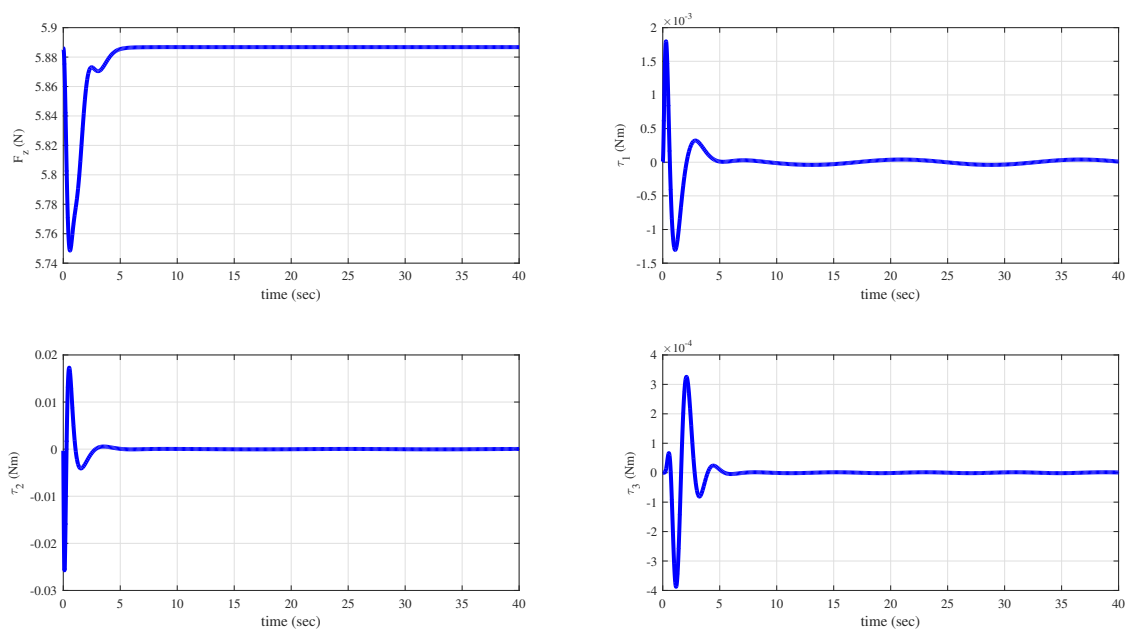 5.9
5.88
5.86
5.84
5.82
5.8
5.78
5.76
5.74
F_z (N)
0 5 10 15 20 25 30 35 40
time (sec)
×10^-3
2
1.5
1
0.5
0
-0.5
-1
-1.5
τ_1 (Nm)
0 5 10 15 20 25 30 35 40
time (sec)
0.02
0.01
0
-0.01
-0.02
-0.03
τ_2 (Nm)
0 5 10 15 20 25 30 35 40
time (sec)
×10^-4
4
3
2
1
0
-1
-2
-3
-4
τ_3 (Nm)
0 5 10 15 20 25 30 35 40
time (sec)